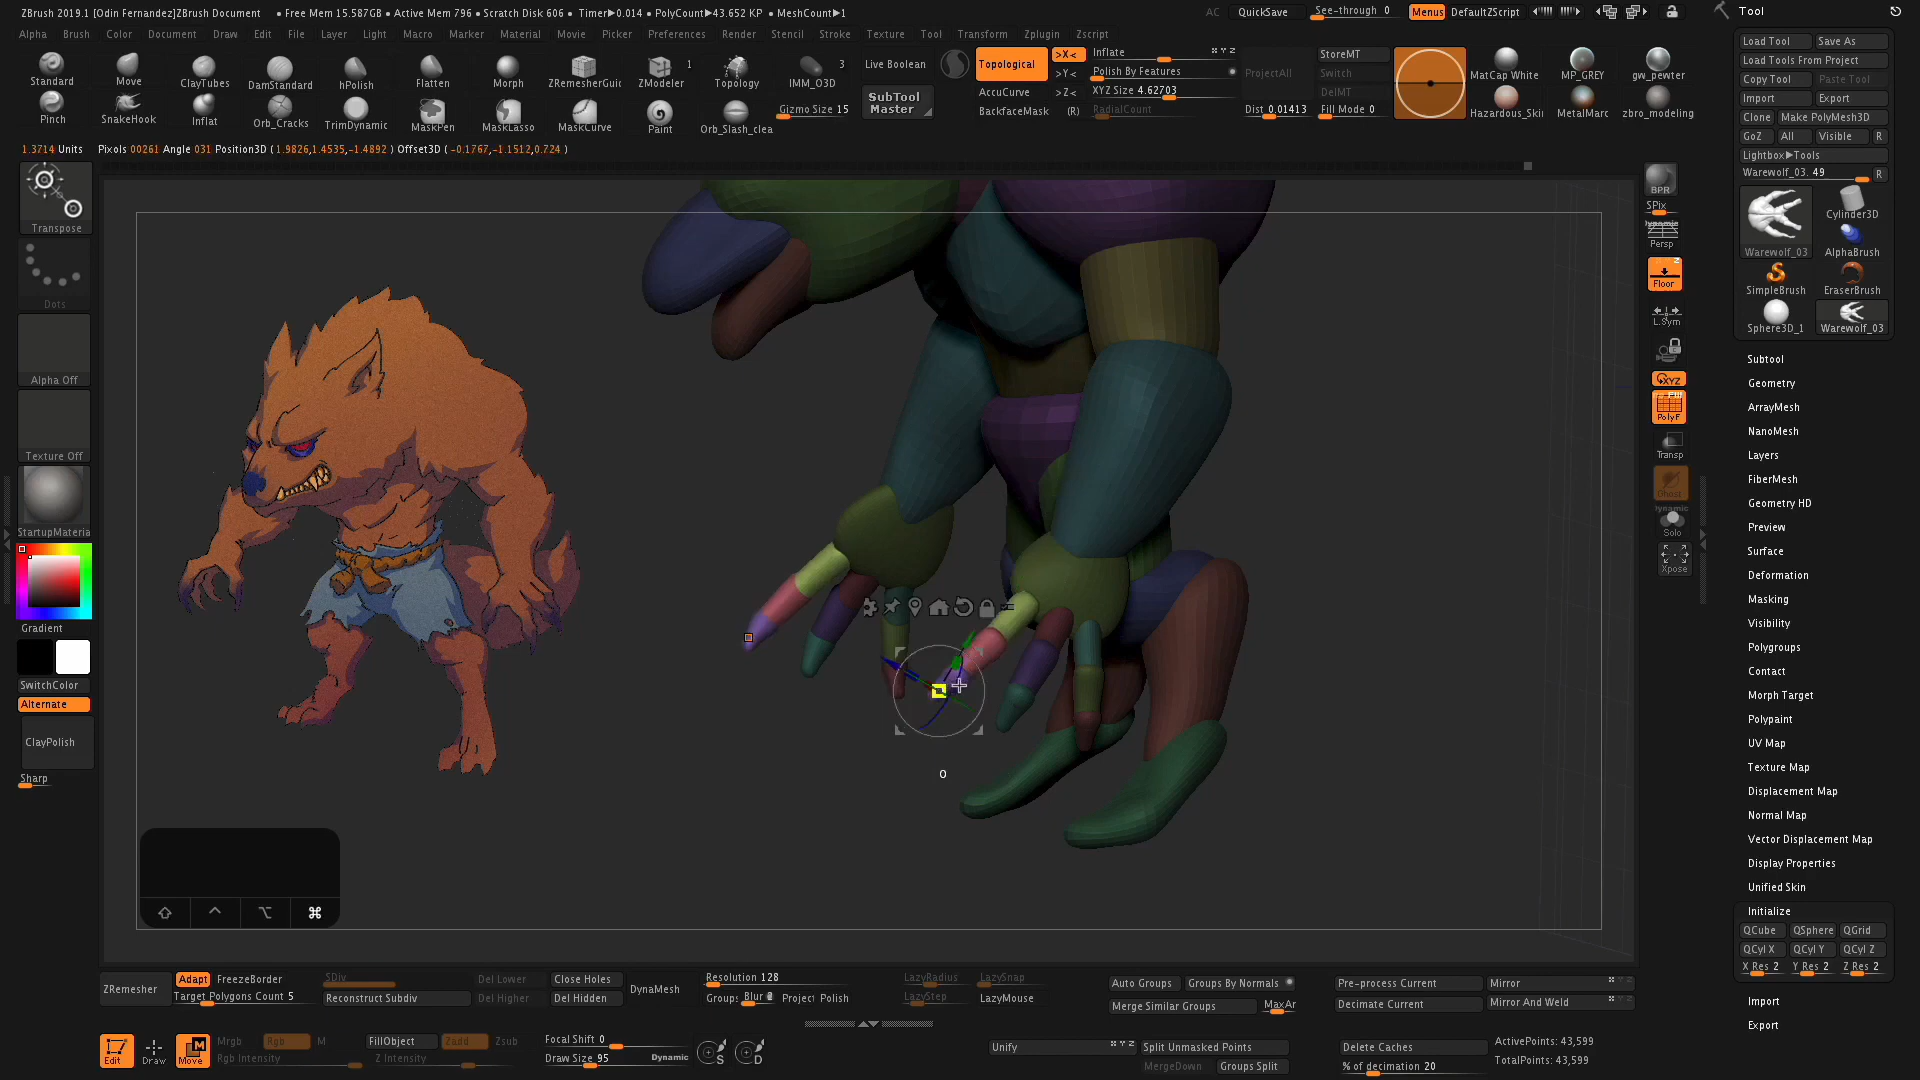 ZBrush 2019.1 [Odin Fernandez]ZBrush Document • Free Mem 15.587GB • Active Mem 796 • Scratch Disk 606 • Timer▶0.014 • PolyCount▶43.652 KP • MeshCount▶1 AC QuickSave See-through 0 Menus DefaultZScript
Alpha Brush Color Document Draw Edit File Layer Light Macro Marker Material Movie Picker Preferences Render Stencil Stroke Texture Tool Transform Zplugin Zscript
Standard Move ClayTubes DamStandard hPolish Flatten Morph ZRemesherGuid ZModeler 1 Topology IMM_O3D 3
Pinch SnakeHook Inflat Orb_Cracks TrimDynamic MaskPen MaskLasso MaskCurve Paint Orb_Slash_clea
Gizmo Size 15
Live Boolean
SubTool
Master
Topological
AccuCurve
BackfaceMask
>X<
>Y<
>Z<
(R)
Inflate
Polish By Features
XYZ Size 4.62703
RadialCount
ProjectAll
Dist 0.01413
StoreMT
Switch
DelMT
Fill Mode 0
MatCap White MP_GREY gw_pewter
Hazardous_Skin MetalMarc zbro_modeling
1.3714 Units Pixols 00261 Angle 031 Position3D ( 1.9826,1.4535,-1.4892 ) Offset3D ( -0.1767,-1.1512,0.724 )
Transpose
Dots
Alpha Off
Texture Off
StartupMateria
Gradient
SwitchColor
Alternate
ClayPolish
Sharp
0
BPR
SPix
Dynamic
Persp
Floor
L.Sym
XYZ
PolyF
Transp
Ghost
Dynamic
Solo
Xpose
Tool
Load Tool Save As
Load Tools From Project
Copy Tool Paste Tool
Import Export
Clone Make PolyMesh3D
GoZ All Visible R
Lightbox▶Tools
Warewolf_03. 49 R
Warewolf_03 Cylinder3D
AlphaBrush
SimpleBrush EraserBrush
Sphere3D_1 Warewolf_03
Subtool
Geometry
ArrayMesh
NanoMesh
Layers
FiberMesh
Geometry HD
Preview
Surface
Deformation
Masking
Visibility
Polygroups
Contact
Morph Target
Polypaint
UV Map
Texture Map
Displacement Map
Normal Map
Vector Displacement Map
Display Properties
Unified Skin
Initialize
QCube QSphere QGrid
QCyl X QCyl Y QCyl Z
X Res 2 Y Res 2 Z Res 2
Import
Export
ZRemesher
Adapt FreezeBorder
Target Polygons Count 5
SDiv
Reconstruct Subdiv
Del Lower Close Holes
Del Higher Del Hidden
DynaMesh
Resolution 128
Groups Blur 0 Project Polish
LazyRadius LazySnap
LazyStep LazyMouse
Auto Groups Groups By Normals
Merge Similar Groups MaxAn
Pre-process Current
Decimate Current
Mirror
Mirror And Weld
Edit Draw Move
Mrgb Rgb M
Rgb Intensity
FillObject Zadd Zsub
Z Intensity
Focal Shift 0
Draw Size 95 Dynamic
S D
Unify
Split Unmasked Points
MergeDown Groups Split
Delete Caches
% of decimation 20
ActivePoints: 43,599
TotalPoints: 43,599